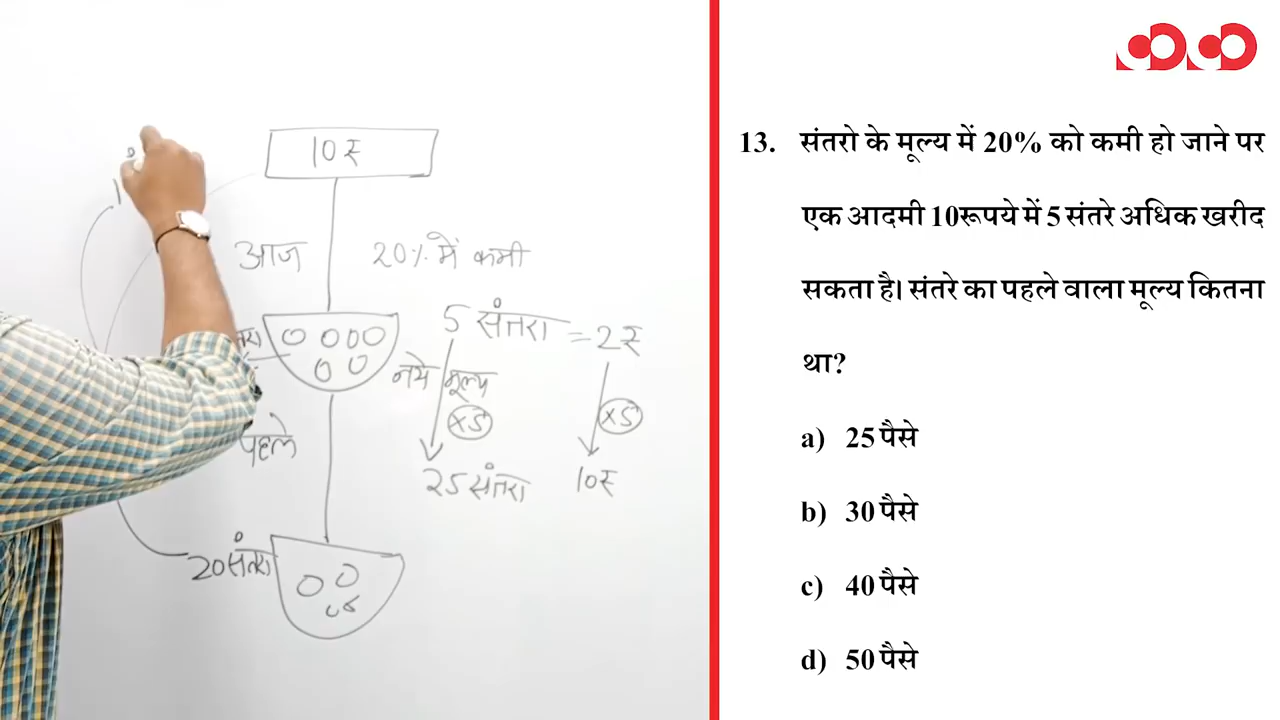 10₹
आज
20% में कमी
5 संतरा = 2₹
नये मूल्य
×5
×5
पहले
25 संतरा
10₹
20 संतरा
13. संतरो के मूल्य में 20% को कमी हो जाने पर
एक आदमी 10रूपये में 5 संतरे अधिक खरीद
सकता है। संतरे का पहले वाला मूल्य कितना
था?
a) 25 पैसे
b) 30 पैसे
c) 40 पैसे
d) 50 पैसे